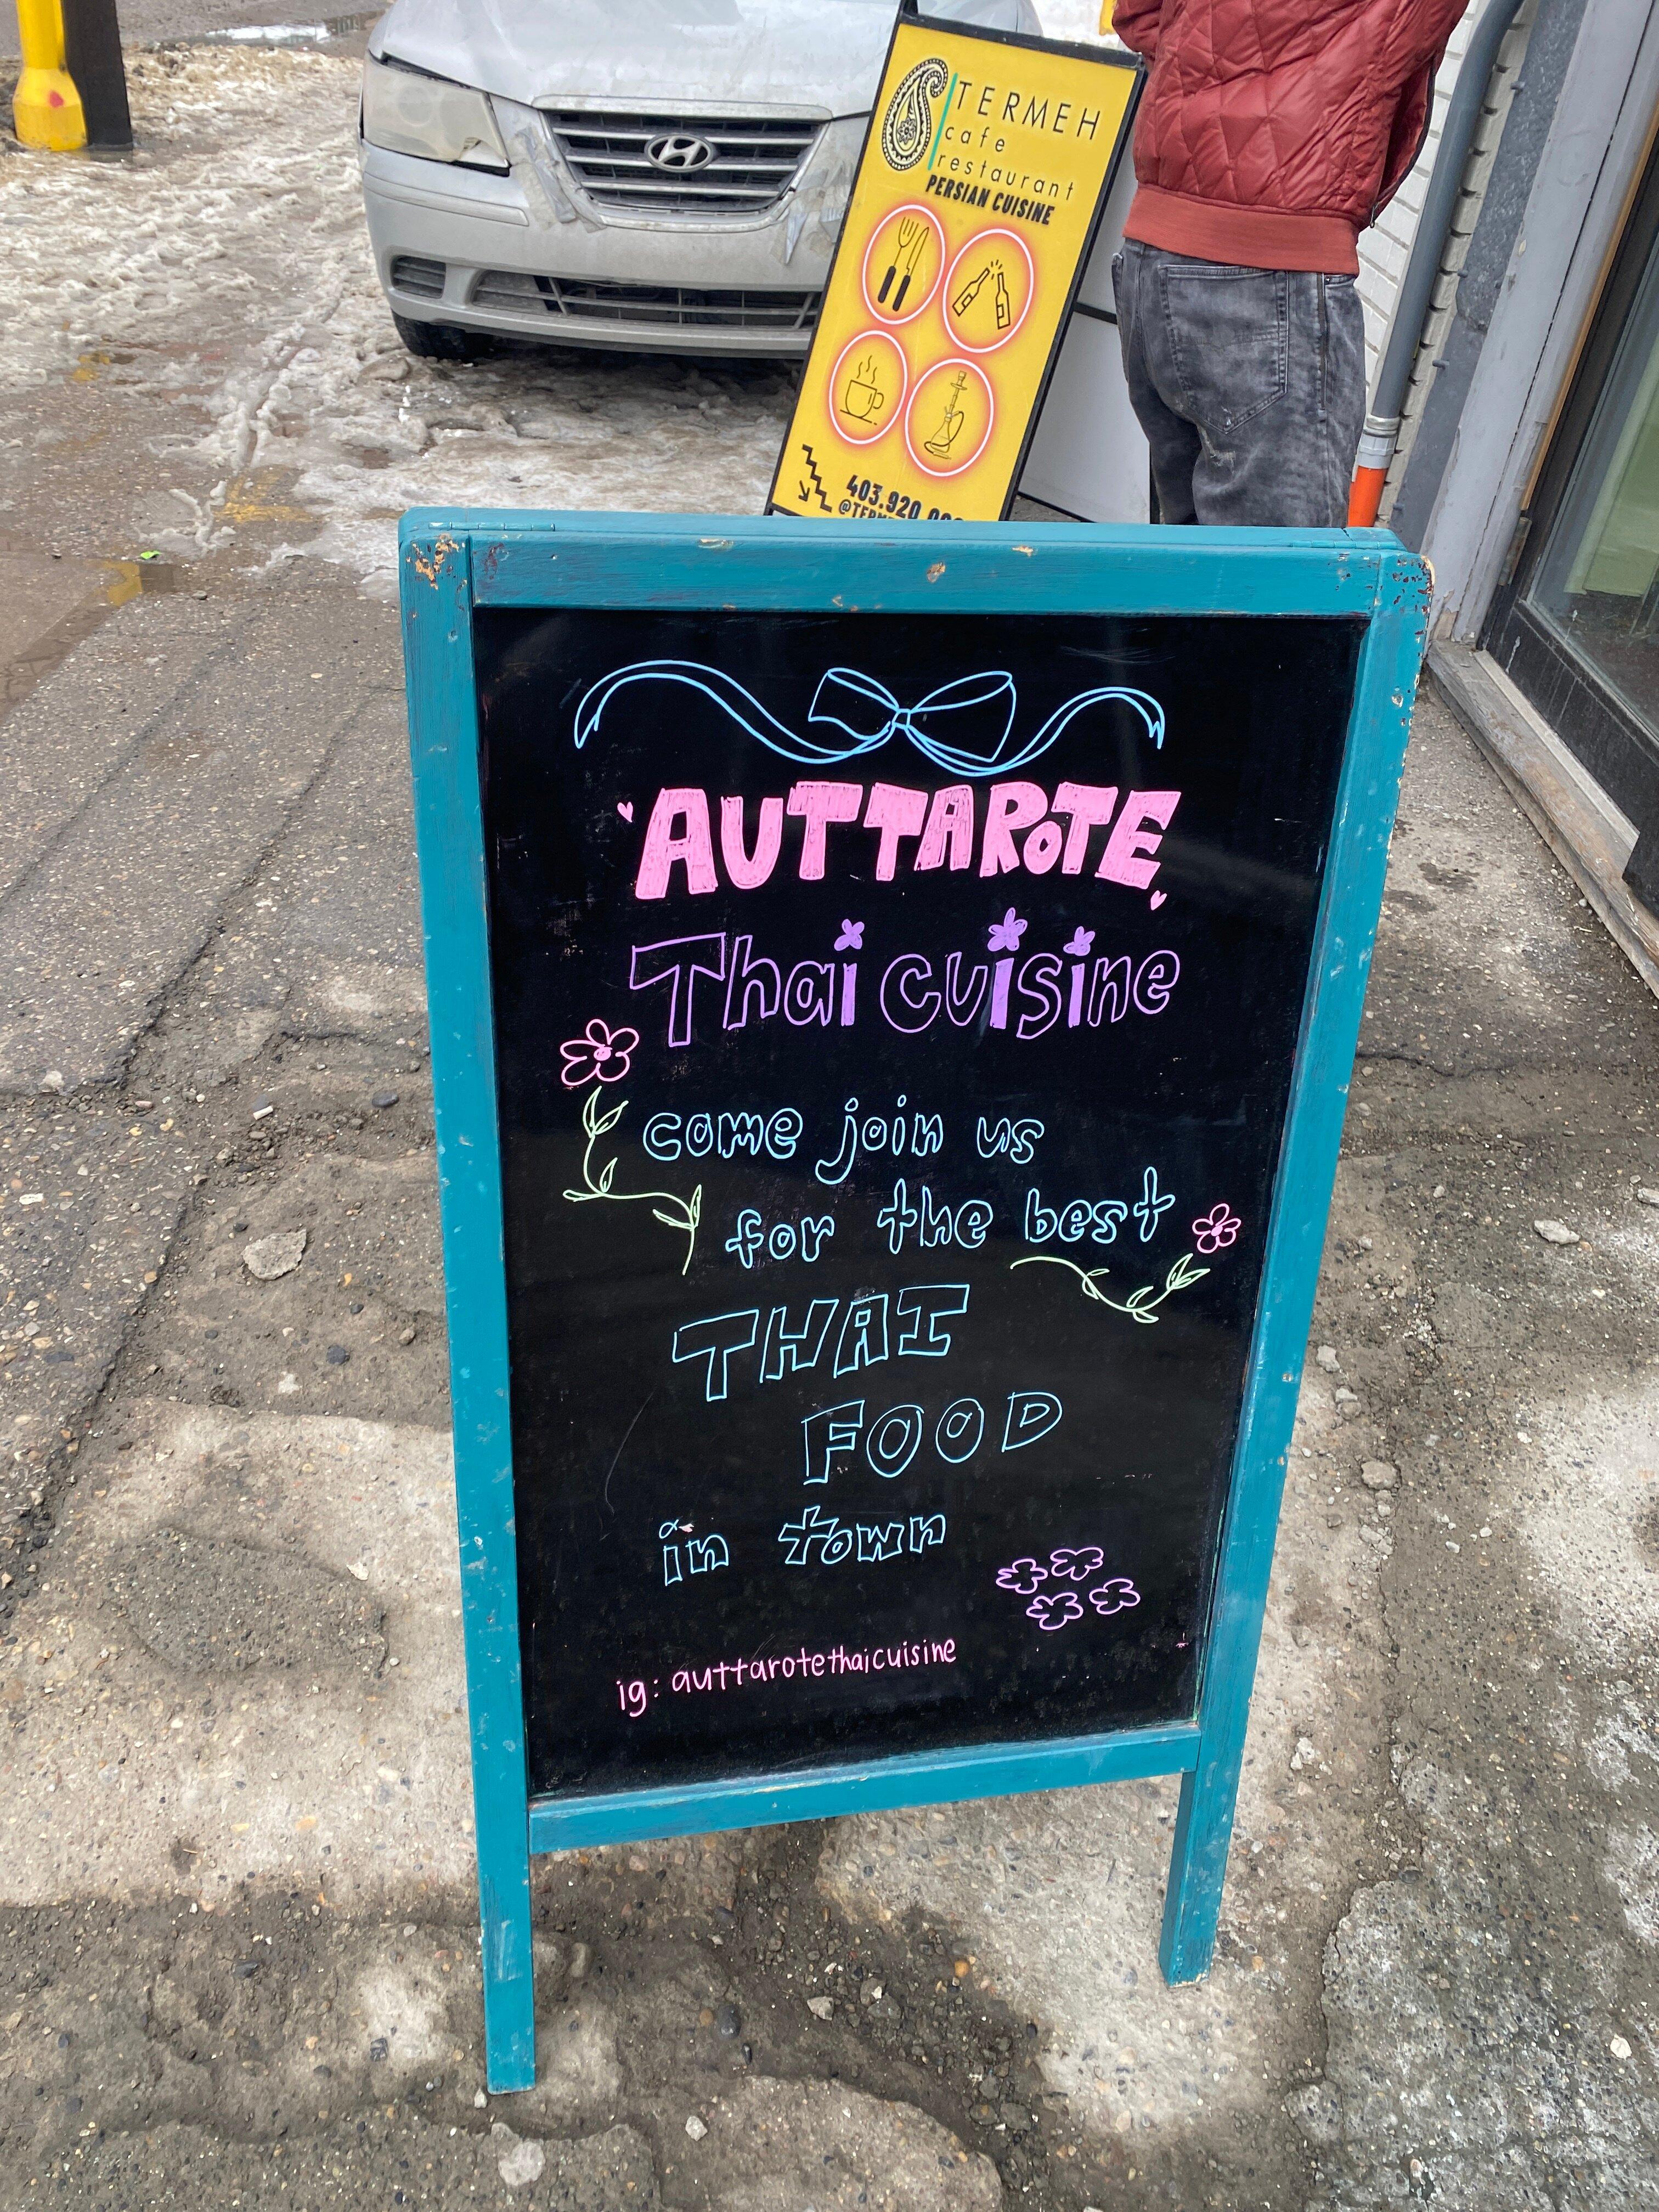 TERMEH
cafe
restaurant
PERSIAN CUISINE
403.920.
AUTTAROTE
Thai cuisine
come join us
for the best
THAI
FOOD
in town
ig: auttarotethaicuisine